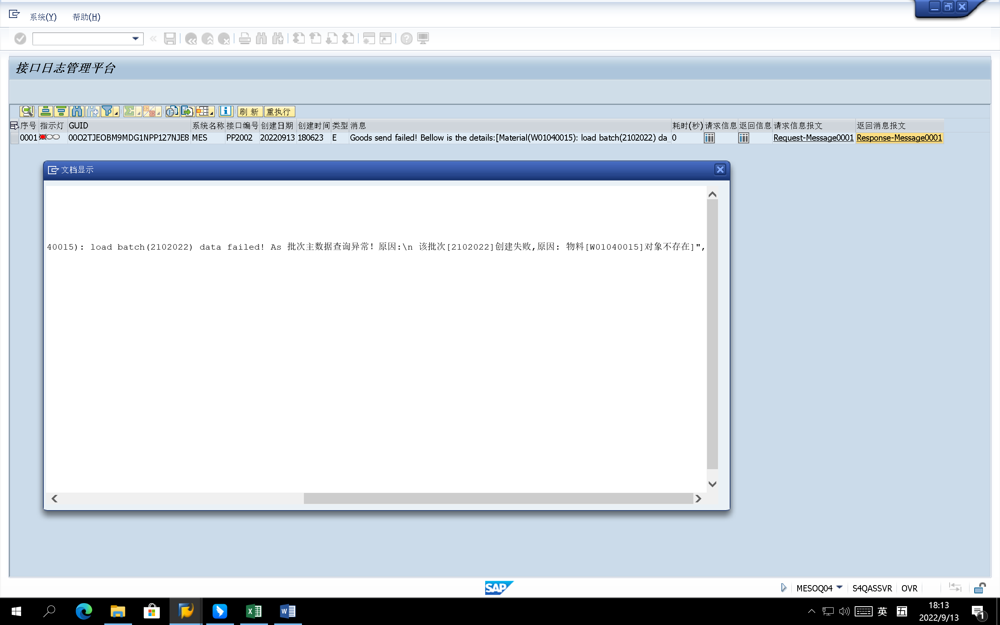 系统(Y) 帮助(H)
接口日志管理平台
刷 新 重执行
序号 指示灯 GUID 系统名称 接口编号 创建日期 创建时间 类型 消息 耗时(秒) 请求信息 返回信息 请求信息报文 返回消息报文
0001 00O2TJEOBM9MDG1NPP127NJE8 MES PP2002 20220913 180623 E Goods send failed! Bellow is the details:[Material(W01040015): load batch(2102022) da... 0 Request-Message0001 Response-Message0001
文档显示
40015): load batch(2102022) data failed! As 批次主数据查询异常！原因:\n 该批次[2102022]创建失败,原因: 物料[W01040015]对象不存在]",
SAP MESOQ04 S4QASSVR OVR
英 五 18:13
2022/9/13 1